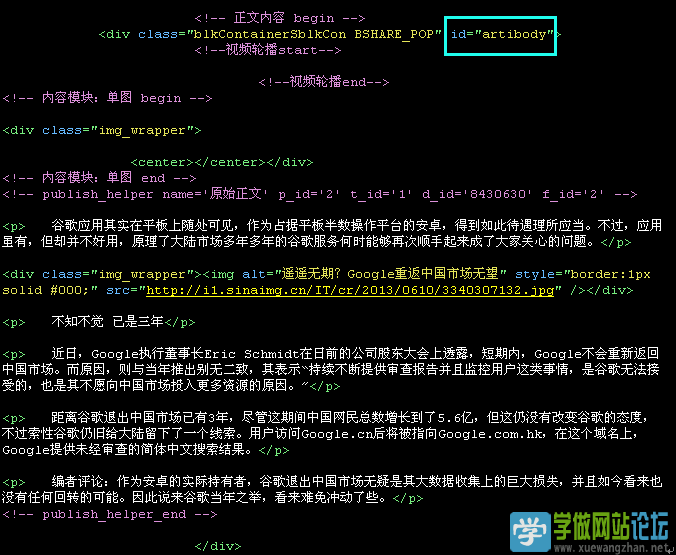 <!-- 正文内容 begin -->
<div class="blkContainerSblkCon BSHARE_POP" id="artibody">
<!--视频轮播start-->
<!--视频轮播end-->
<!-- 内容模块：单图 begin -->
<div class="img_wrapper">
<center></center></div>
<!-- 内容模块：单图 end -->
<!-- publish_helper name='原始正文' p_id='2' t_id='1' d_id='8430630' f_id='2' -->
<p>　　谷歌应用其实在平板上随处可见，作为占据平板半数操作平台的安卓，得到如此待遇理所应当。不过，应用
里有，但却并不好用，原理了大陆市场多年多年的谷歌服务何时能够再次顺手起来成了大家关心的问题。</p>
<div class="img_wrapper"><img alt="遥遥无期？Google重返中国市场无望" style="border:1px
solid #000;" src="http://i1.sinaimg.cn/IT/cr/2013/0610/3340307132.jpg" /></div>
<p>　　不知不觉 已是三年</p>
<p>　　近日，Google执行董事长Eric Schmidt在日前的公司股东大会上透露，短期内，Google不会重新返回
中国市场。而原因，则与当年推出别无二致，其表示“持续不断提供审查报告并且监控用户这类事情，是谷歌无法接
受的，也是其不愿向中国市场投入更多资源的原因。”</p>
<p>　　距离谷歌退出中国市场已有3年，尽管这期间中国网民总数增长到了5.6亿，但这仍没有改变谷歌的态度，
不过索性谷歌仍旧给大陆留下了一个线索。用户访问Google.cn后将被指向Google.com.hk，在这个域名上，
Google提供未经审查的简体中文搜索结果。</p>
<p>　　编者评论：作为安卓的实际持有者，谷歌退出中国市场无疑是其大数据收集上的巨大损失，并且如今看来也
没有任何回转的可能。因此说来谷歌当年之举，看来难免冲动了些。</p>
<!-- publish_helper_end -->
</div>
学做网站论坛
www.xuewangzhan.net